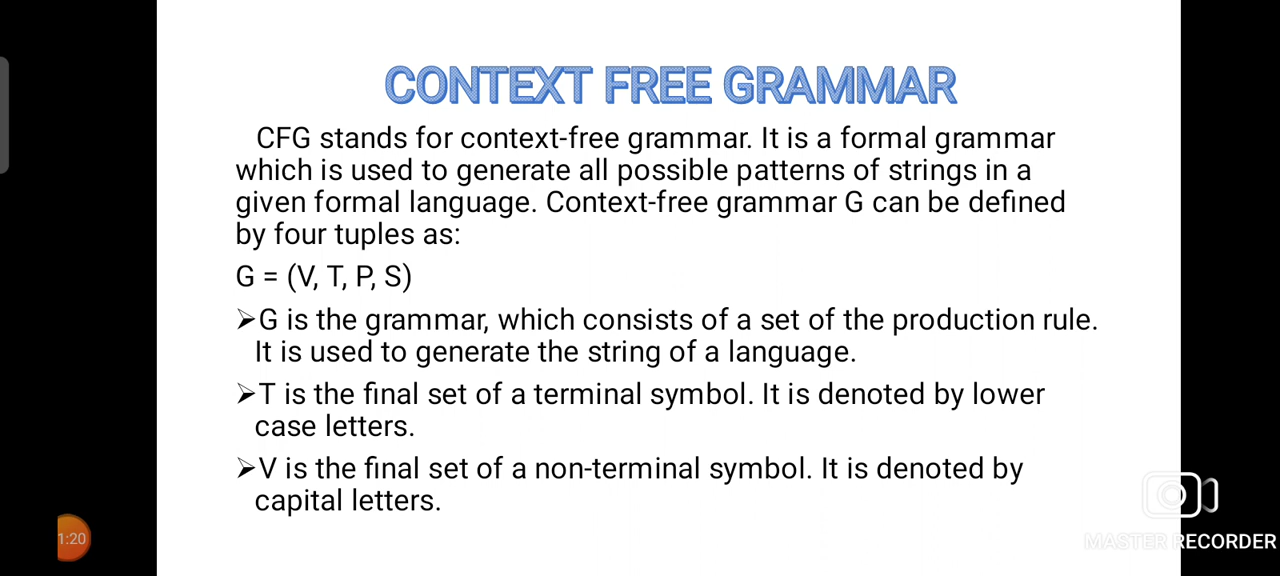 CONTEXT FREE GRAMMAR
CFG stands for context-free grammar. It is a formal grammar
which is used to generate all possible patterns of strings in a
given formal language. Context-free grammar G can be defined
by four tuples as:
G = (V, T, P, S)
➢G is the grammar, which consists of a set of the production rule.
It is used to generate the string of a language.
➢T is the final set of a terminal symbol. It is denoted by lower
case letters.
➢V is the final set of a non-terminal symbol. It is denoted by
capital letters.
1:20
MASTER RECORDER